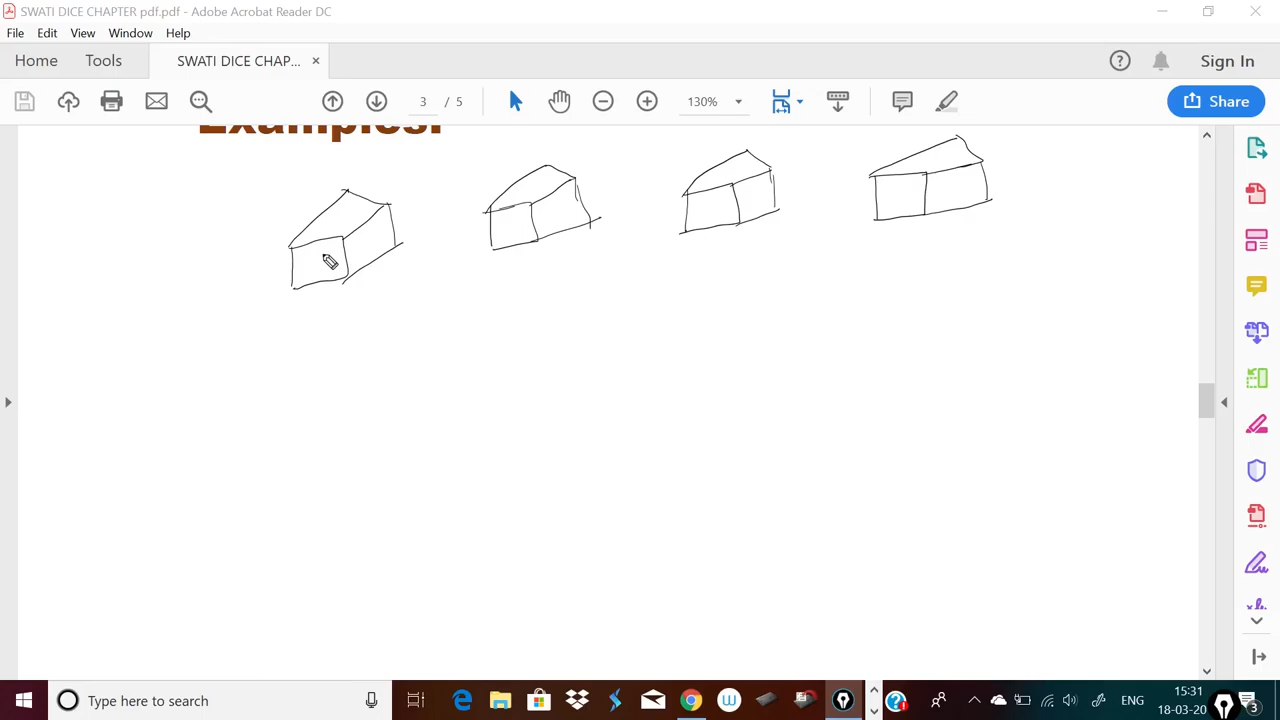 SWATI DICE CHAPTER pdf.pdf - Adobe Acrobat Reader DC
File Edit View Window Help
Home Tools SWATI DICE CHAP... × Sign In
3 / 5 130% Share
Examples:
Type here to search
ENG
15:31
18-03-20
3